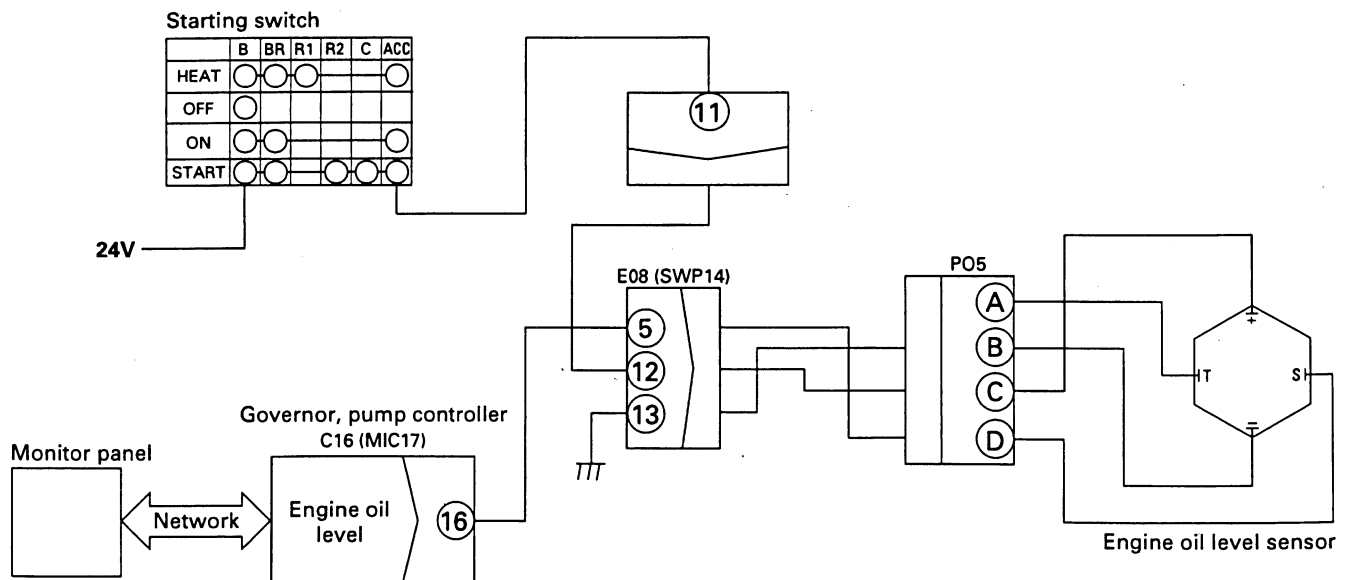 Starting switch
B BR R1 R2 C ACC
HEAT
OFF
ON
START
24V
11
E08 (SWP14)
5
12
13
PO5
A
B
C
D
+
T
S
−
Engine oil level sensor
Governor, pump controller
C16 (MIC17)
Engine oil
level
16
Monitor panel
Network